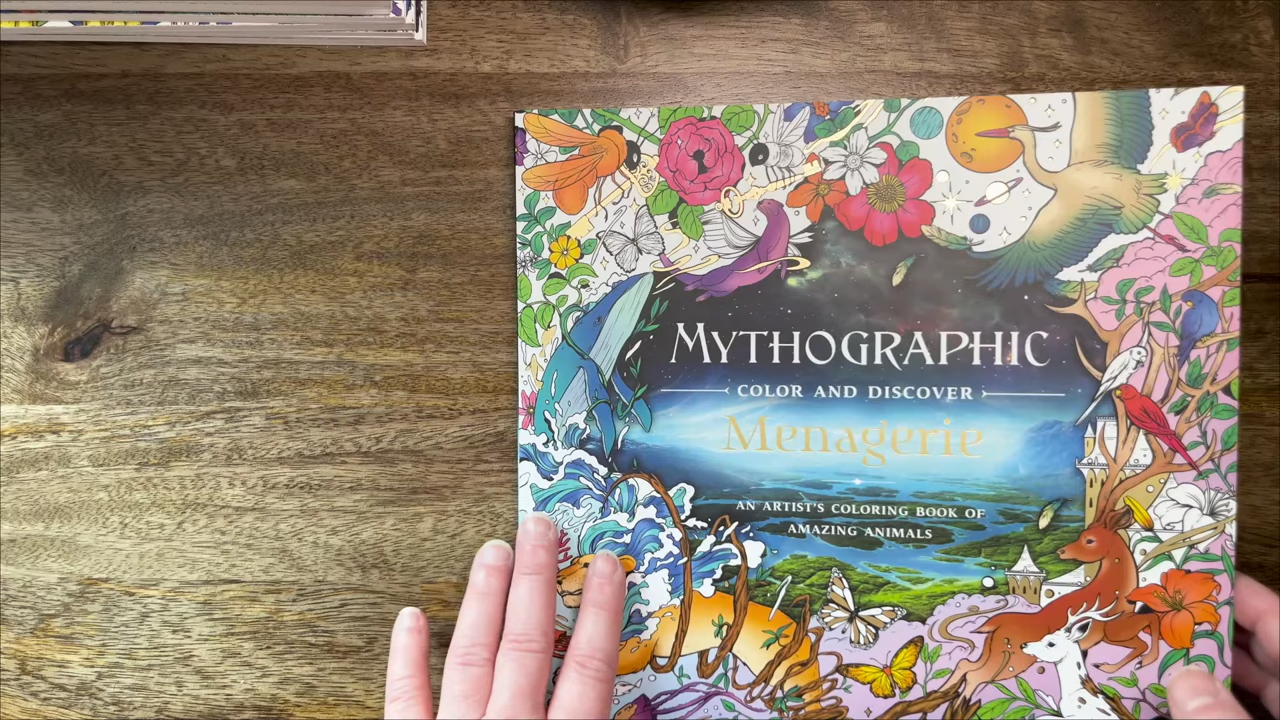 MYTHOGRAPHIC
COLOR AND DISCOVER
Menagerie
AN ARTIST'S COLORING BOOK OF
AMAZING ANIMALS